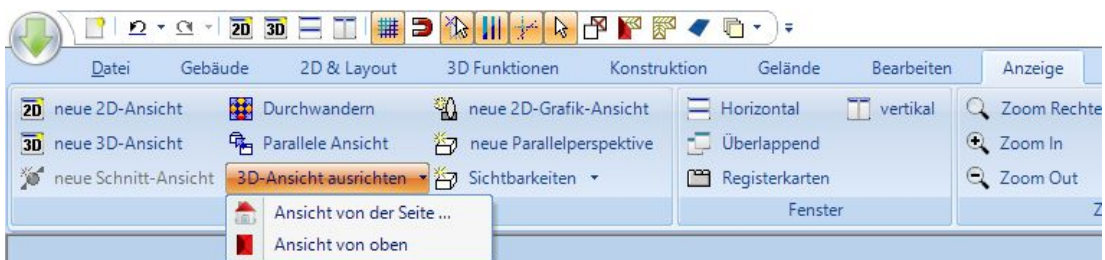 2D 3D
Datei Gebäude 2D & Layout 3D Funktionen Konstruktion Gelände Bearbeiten Anzeige
2D neue 2D-Ansicht Durchwandern neue 2D-Grafik-Ansicht Horizontal vertikal Zoom Rechte
3D neue 3D-Ansicht Parallele Ansicht neue Parallelperspektive Überlappend Zoom In
neue Schnitt-Ansicht 3D-Ansicht ausrichten Sichtbarkeiten Registerkarten Zoom Out
Ansicht von der Seite ... Fenster Z
Ansicht von oben